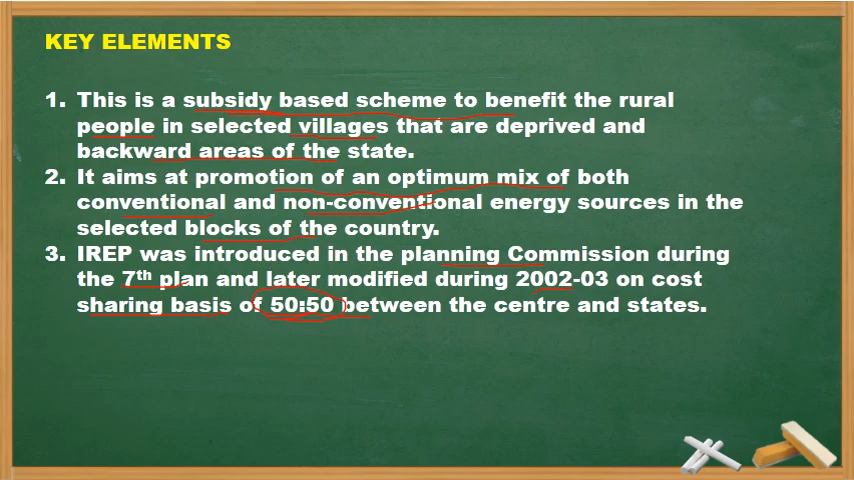 KEY ELEMENTS
1. This is a subsidy based scheme to benefit the rural
people in selected villages that are deprived and
backward areas of the state.
2. It aims at promotion of an optimum mix of both
conventional and non-conventional energy sources in the
selected blocks of the country.
3. IREP was introduced in the planning Commission during
the 7th plan and later modified during 2002-03 on cost
sharing basis of 50:50 between the centre and states.